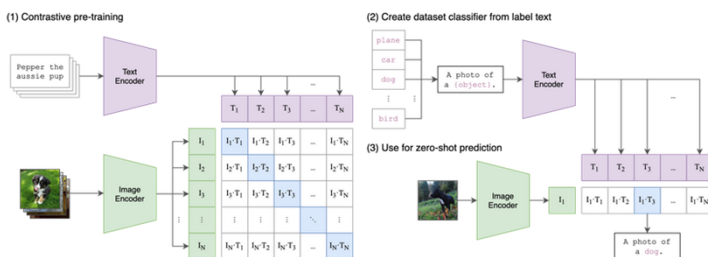 (1) Contrastive pre-training
Pepper the
aussie pup
Text
Encoder
...
T1 T2 T3 ... TN
I1 I1·T1 I1·T2 I1·T3 ... I1·TN
I2 I2·T1 I2·T2 I2·T3 ... I2·TN
I3 I3·T1 I3·T2 I3·T3 ... I3·TN
⋮ ⋮ ⋮ ⋮ ⋱ ⋮
IN IN·T1 IN·T2 IN·T3 ... IN·TN
Image
Encoder
(2) Create dataset classifier from label text
plane
car
dog
⋮
bird
⋮
A photo of
a {object}.
Text
Encoder
...
(3) Use for zero-shot prediction
T1 T2 T3 ... TN
Image
Encoder
I1 I1·T1 I1·T2 I1·T3 ... I1·TN
A photo of
a dog.